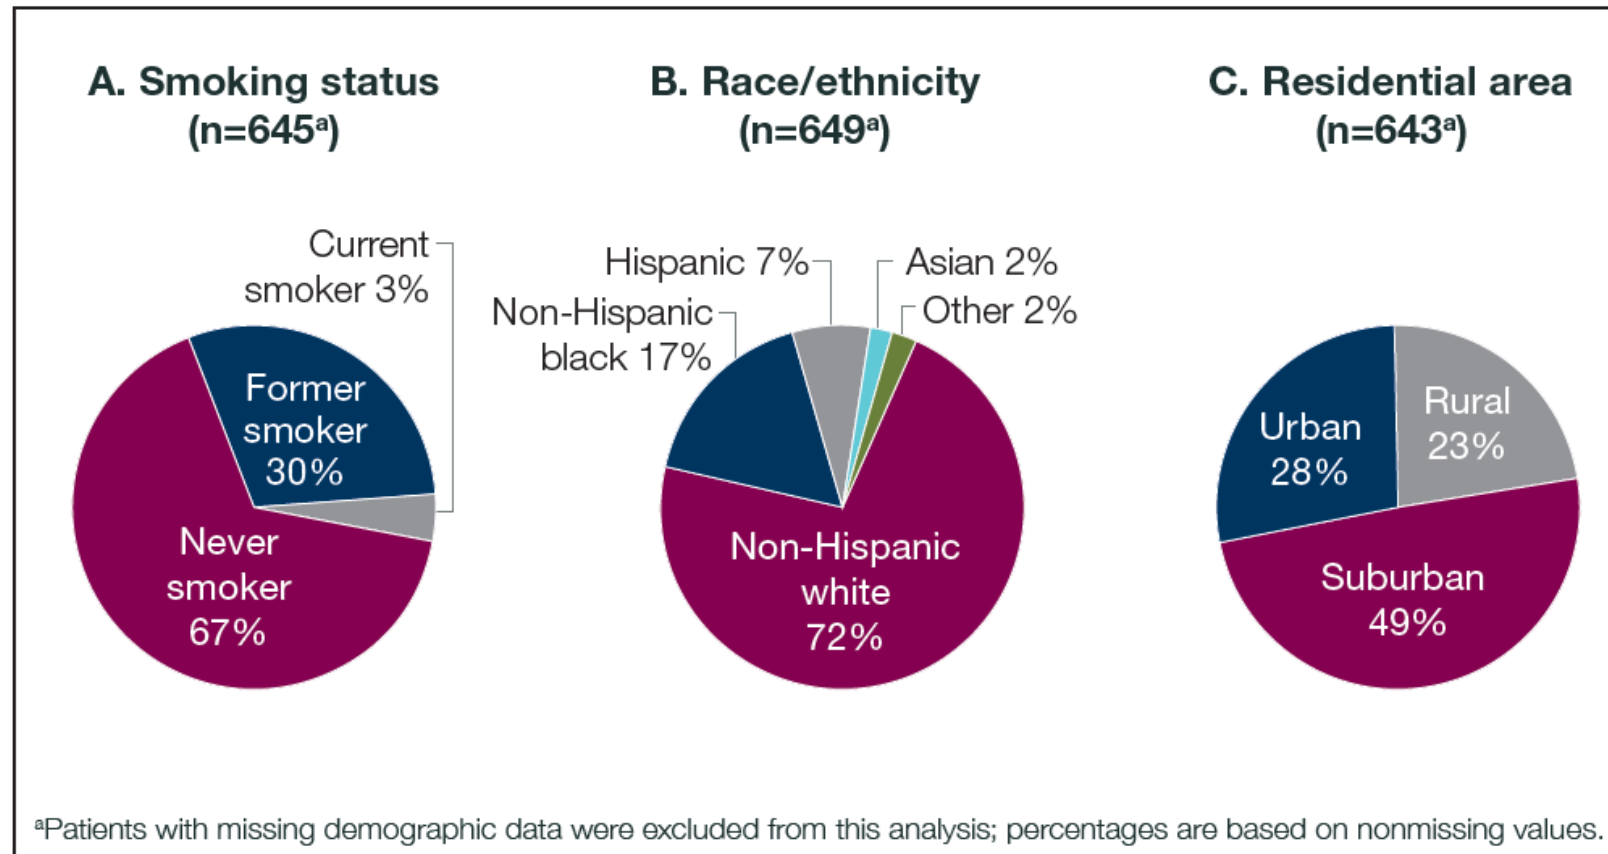 A. Smoking status
(n=645ᵃ)
Current
smoker 3%
Former
smoker
30%
Never
smoker
67%
B. Race/ethnicity
(n=649ᵃ)
Hispanic 7%
Asian 2%
Other 2%
Non-Hispanic
black 17%
Non-Hispanic
white
72%
C. Residential area
(n=643ᵃ)
Urban
28%
Rural
23%
Suburban
49%
ᵃPatients with missing demographic data were excluded from this analysis; percentages are based on nonmissing values.